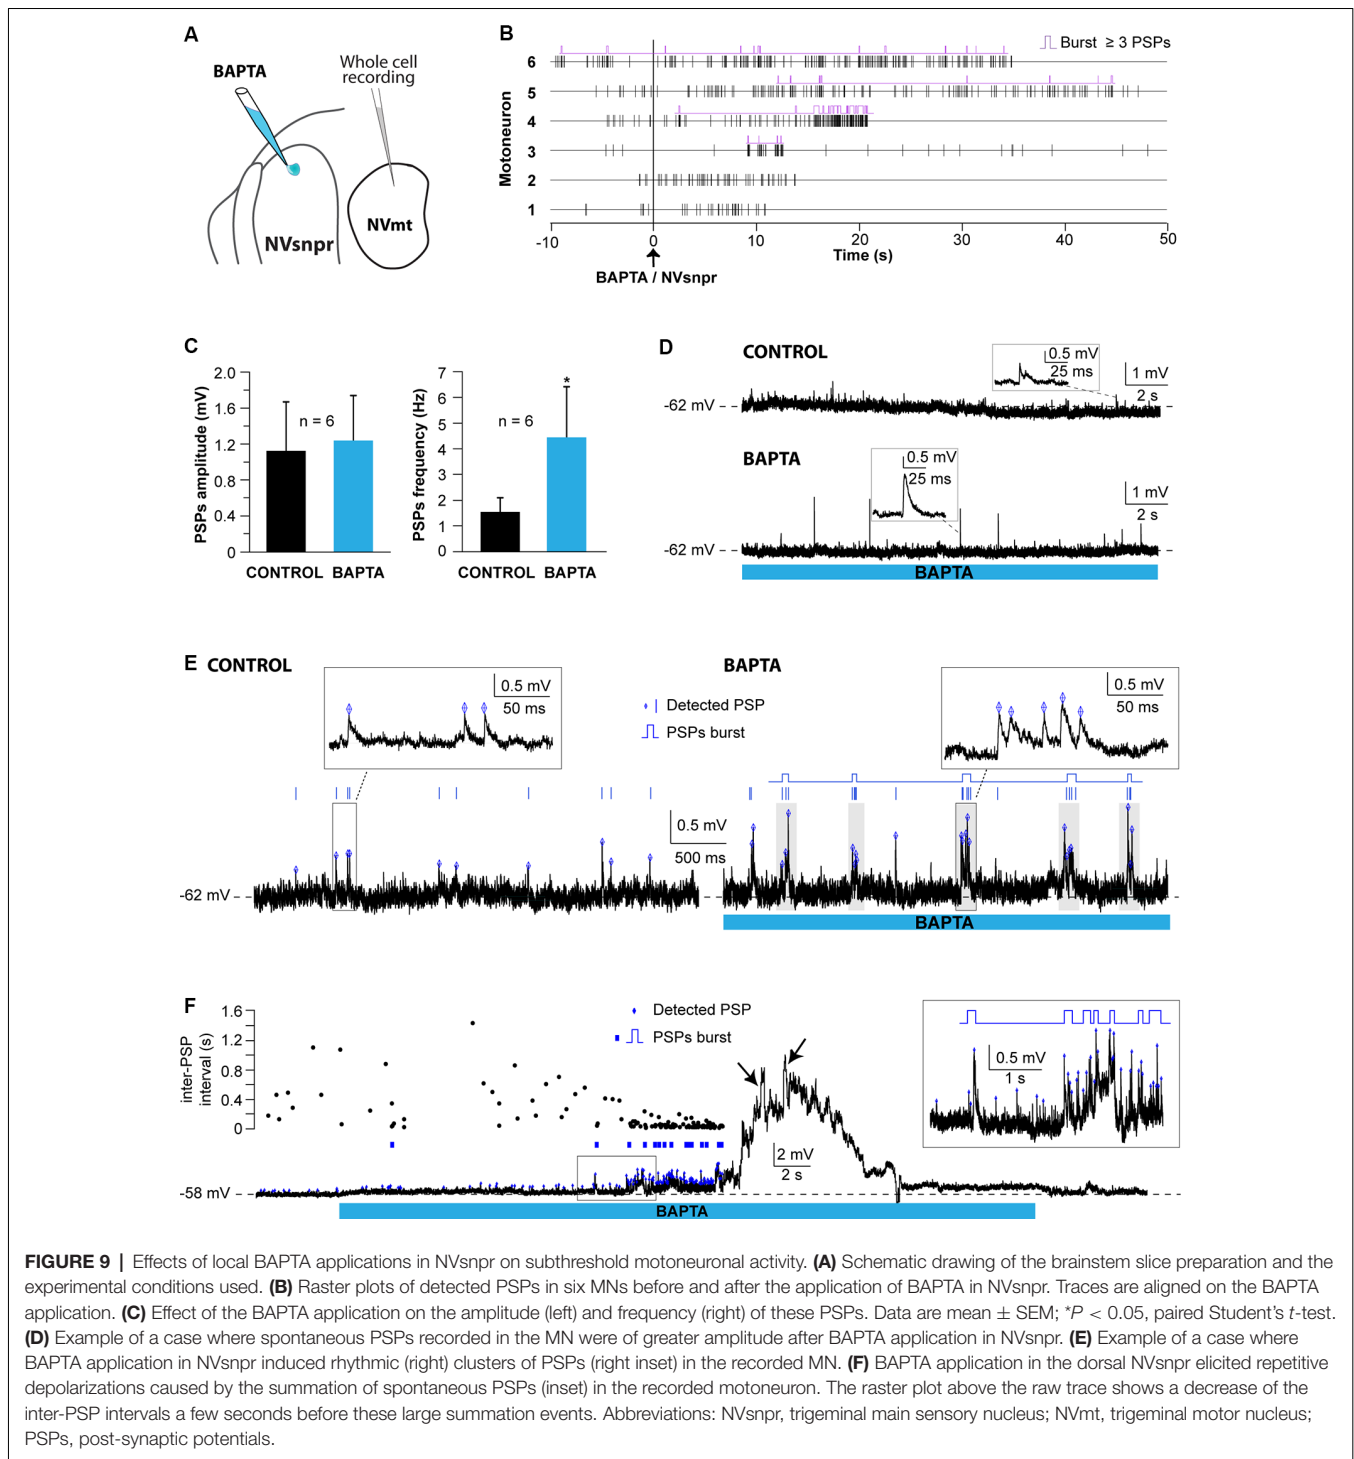 A
BAPTA
Whole cell
recording
NVsnpr
NVmt
B
Burst ≥ 3 PSPs
Motoneuron
6
5
4
3
2
1
-10
0
10
20
30
40
50
Time (s)
BAPTA / NVsnpr
C
PSPs amplitude (mV)
2.0
1.6
1.2
0.8
0.4
0
n = 6
CONTROL BAPTA
PSPs frequency (Hz)
7
6
5
4
3
2
1
0
n = 6
*
CONTROL BAPTA
D
CONTROL
0.5 mV
25 ms
1 mV
2 s
-62 mV
BAPTA
0.5 mV
25 ms
1 mV
2 s
-62 mV
BAPTA
E CONTROL
BAPTA
0.5 mV
50 ms
Detected PSP
PSPs burst
0.5 mV
50 ms
0.5 mV
500 ms
-62 mV
BAPTA
F
inter-PSP
interval (s)
1.6
1.2
0.8
0.4
0
Detected PSP
PSPs burst
0.5 mV
1 s
2 mV
2 s
-58 mV
BAPTA
FIGURE 9 | Effects of local BAPTA applications in NVsnpr on subthreshold motoneuronal activity. (A) Schematic drawing of the brainstem slice preparation and the
experimental conditions used. (B) Raster plots of detected PSPs in six MNs before and after the application of BAPTA in NVsnpr. Traces are aligned on the BAPTA
application. (C) Effect of the BAPTA application on the amplitude (left) and frequency (right) of these PSPs. Data are mean ± SEM; *P < 0.05, paired Student's t-test.
(D) Example of a case where spontaneous PSPs recorded in the MN were of greater amplitude after BAPTA application in NVsnpr. (E) Example of a case where
BAPTA application in NVsnpr induced rhythmic (right) clusters of PSPs (right inset) in the recorded MN. (F) BAPTA application in the dorsal NVsnpr elicited repetitive
depolarizations caused by the summation of spontaneous PSPs (inset) in the recorded motoneuron. The raster plot above the raw trace shows a decrease of the
inter-PSP intervals a few seconds before these large summation events. Abbreviations: NVsnpr, trigeminal main sensory nucleus; NVmt, trigeminal motor nucleus;
PSPs, post-synaptic potentials.